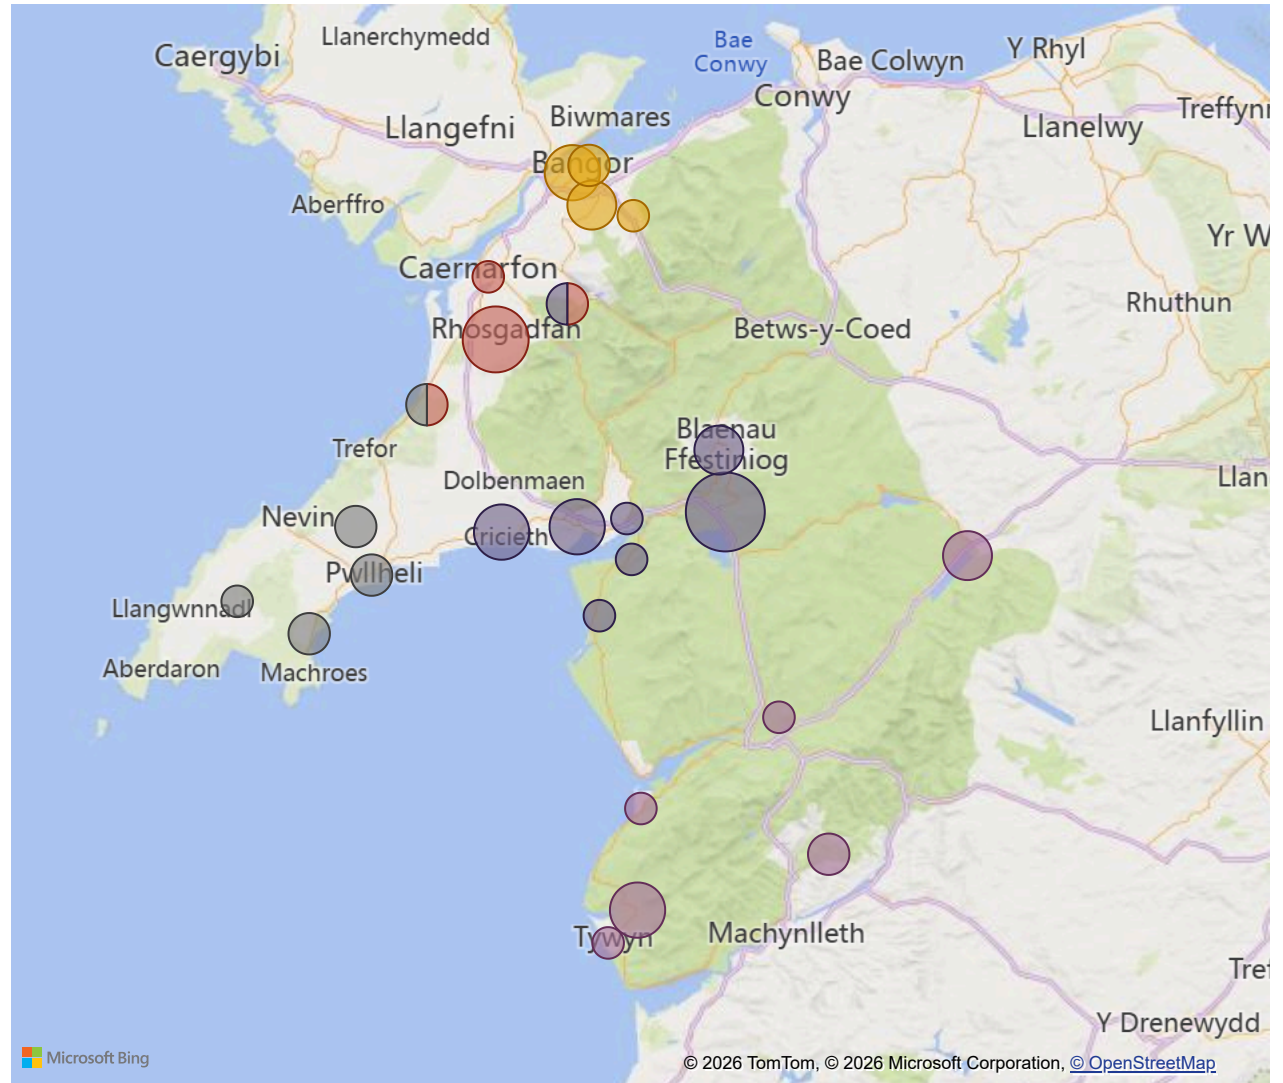 Llanerchymedd
Caergybi
Bae
Conwy
Y Rhyl
Bae Colwyn
Conwy
Treffynn
Biwmares
Llangefni
Llanelwy
Bangor
Aberffro
Yr W
Caernarfon
Rhuthun
Rhosgadfan
Betws-y-Coed
Blaenau
Ffestiniog
Trefor
Dolbenmaen
Llan
Nevin
Cricieth
Pwllheli
Llangwnnadl
Aberdaron
Machroes
Llanfyllin
Tywyn
Machynlleth
Tref
Y Drenewydd
Microsoft Bing
© 2026 TomTom, © 2026 Microsoft Corporation, © OpenStreetMap